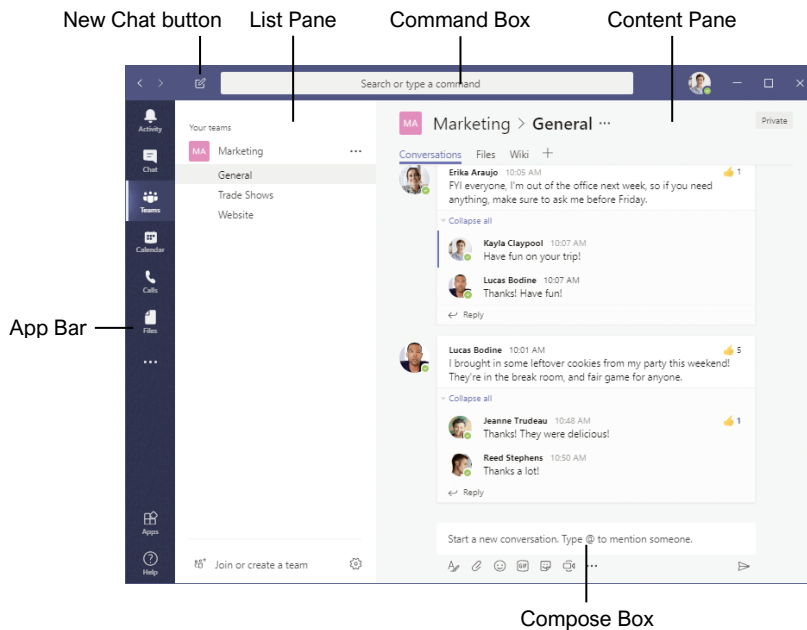 New Chat button List Pane Command Box Content Pane
Search or type a command
Activity
Chat
Teams
Calendar
Calls
App Bar
Files
Apps
Help
Your teams
MA Marketing
General
Trade Shows
Website
Join or create a team
MA Marketing > General
Private
Conversations Files Wiki
Erika Araujo 10:05 AM 1
FYI everyone, I'm out of the office next week, so if you need
anything, make sure to ask me before Friday.
Collapse all
Kayla Claypool 10:07 AM
Have fun on your trip!
Lucas Bodine 10:07 AM
Thanks! Have fun!
Reply
Lucas Bodine 10:01 AM 5
I brought in some leftover cookies from my party this weekend!
They're in the break room, and fair game for anyone.
Collapse all
Jeanne Trudeau 10:48 AM 1
Thanks! They were delicious!
Reed Stephens 10:50 AM
Thanks a lot!
Reply
Start a new conversation. Type @ to mention someone.
GIF
Compose Box